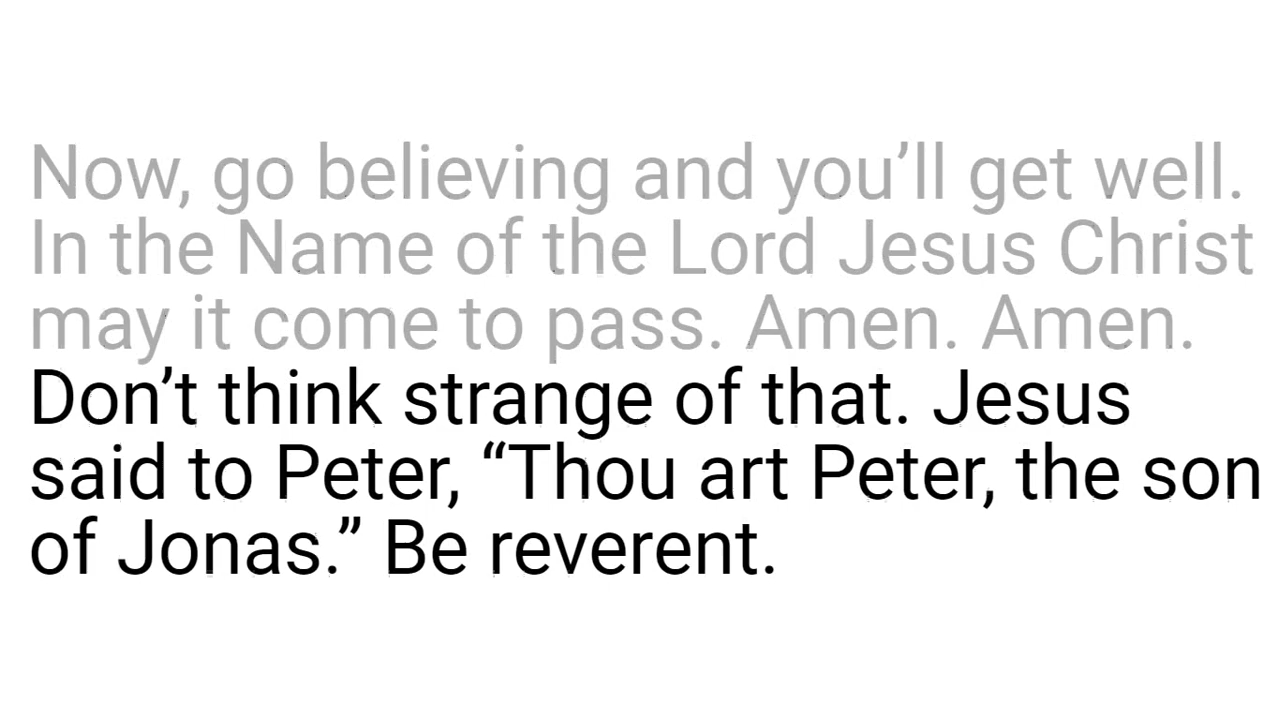 Now, go believing and you’ll get well.
In the Name of the Lord Jesus Christ
may it come to pass. Amen. Amen.
Don’t think strange of that. Jesus
said to Peter, “Thou art Peter, the son
of Jonas.” Be reverent.